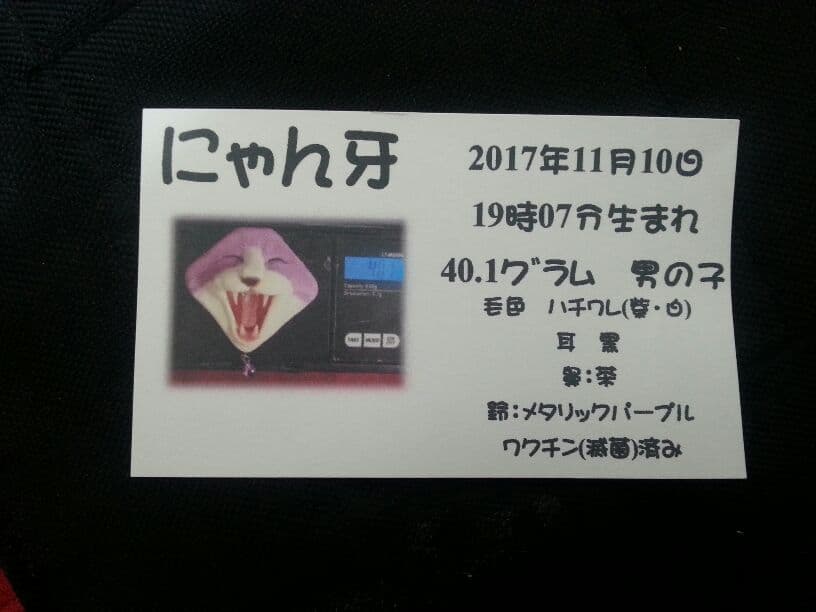 にゃん牙
2017年11月10日
19時07分生まれ
40.1グラム 男の子
毛色 ハチワレ(紫・白)
耳 黒
鼻:茶
鈴:メタリックパープル
ワクチン(滅菌)済み
40.1